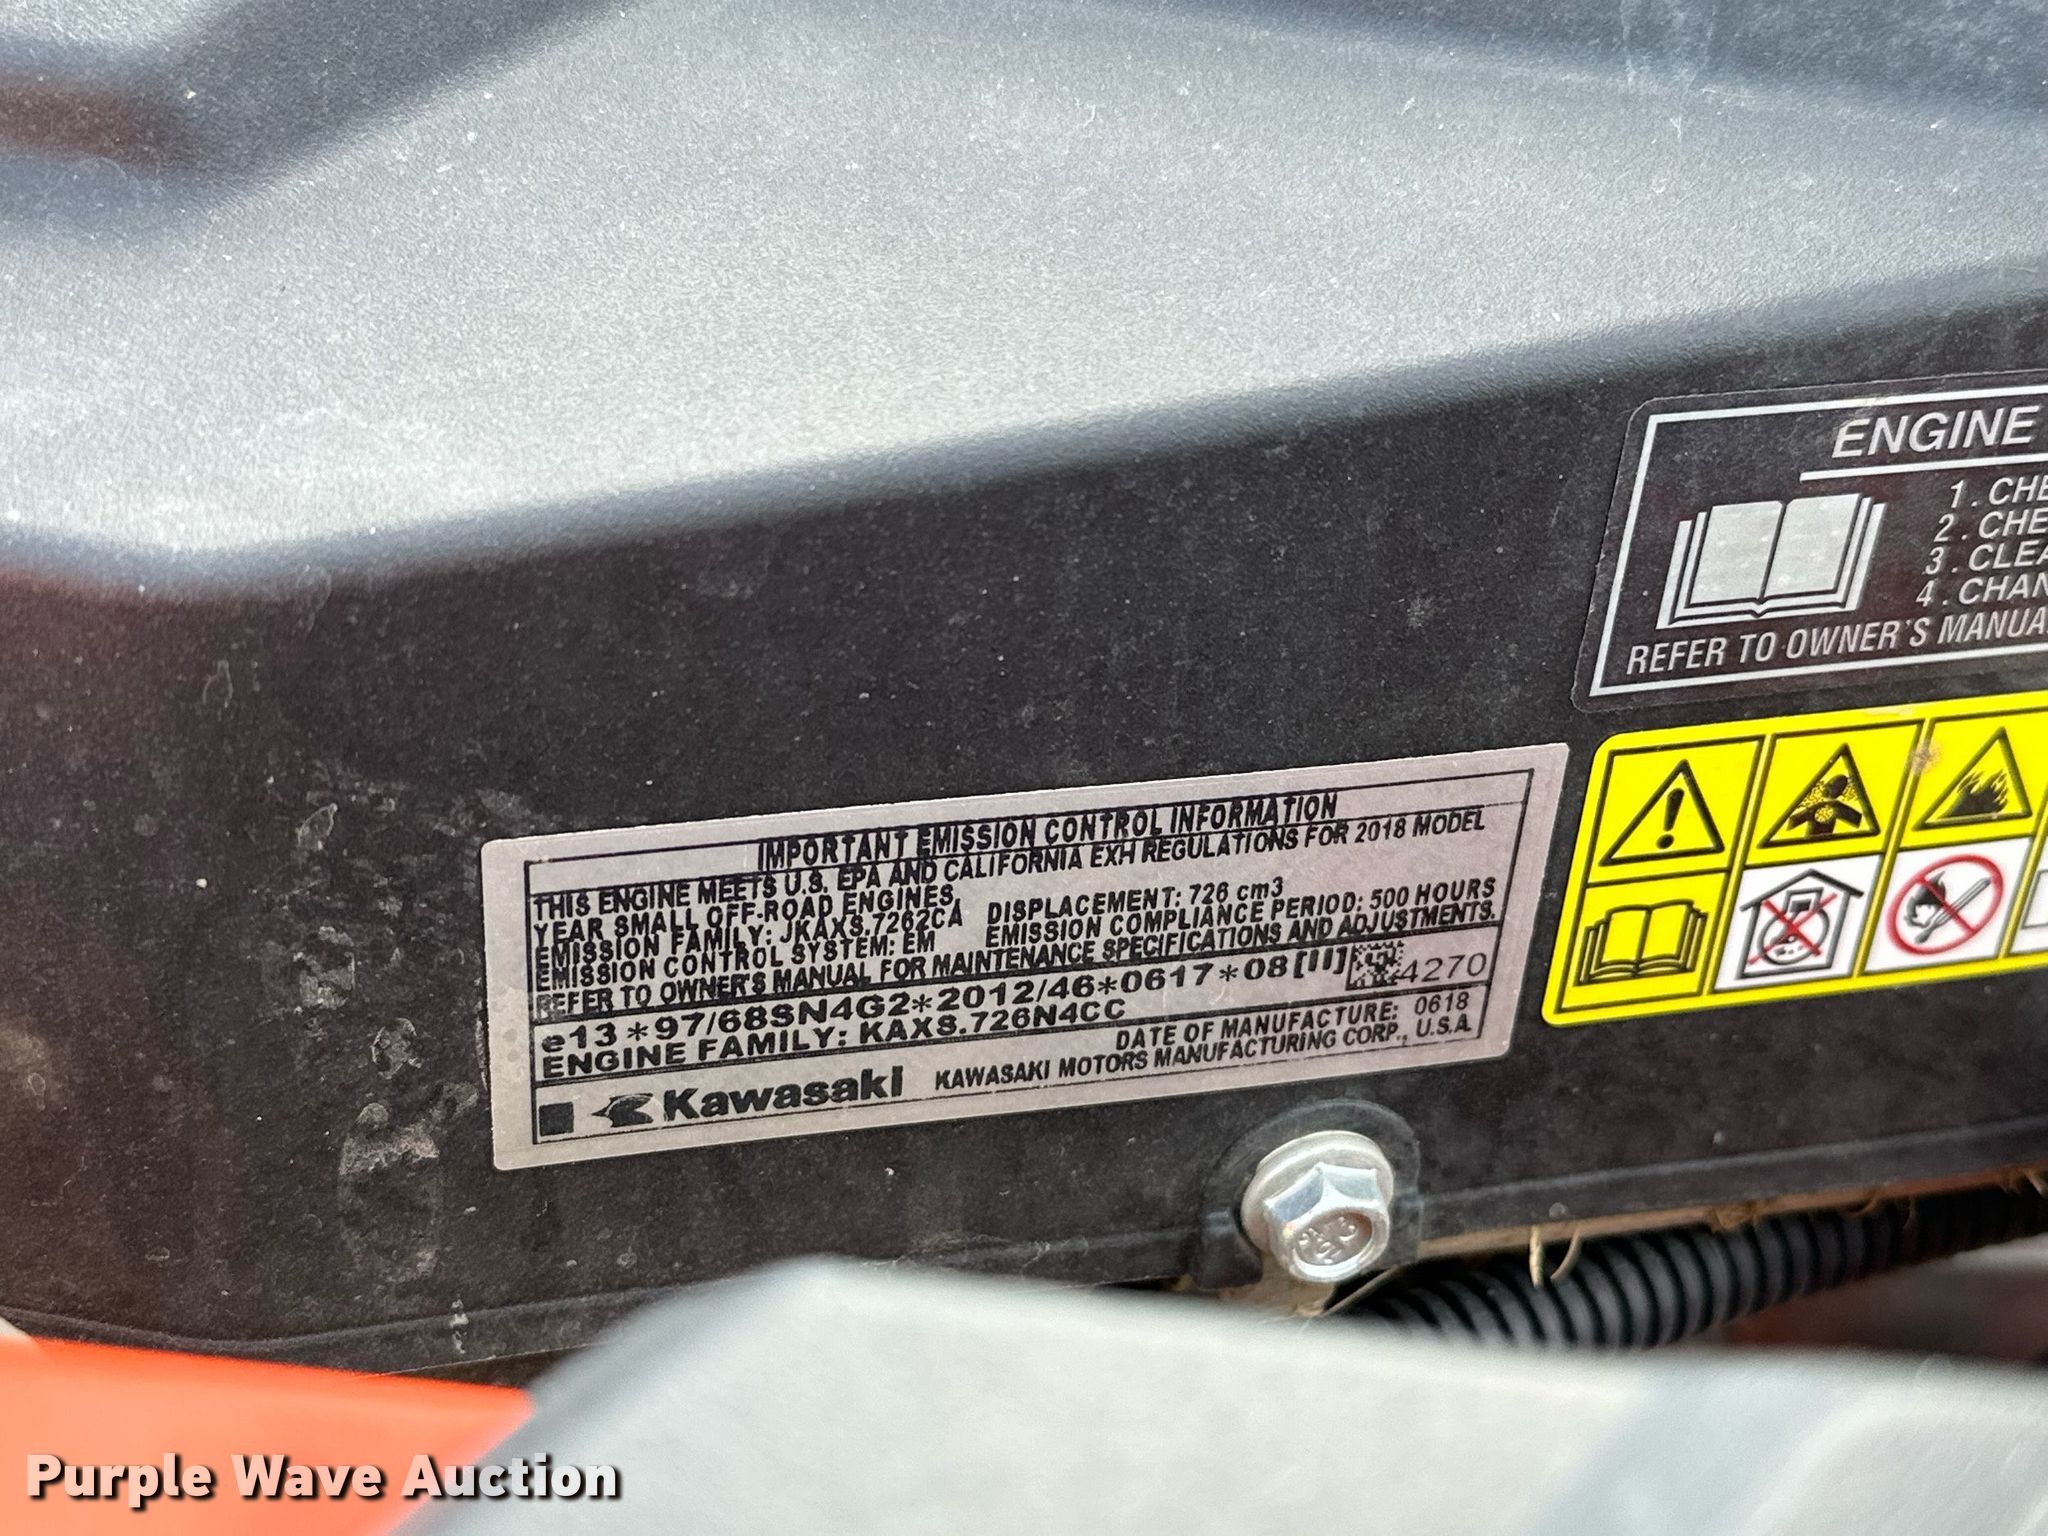 ENGINE
1. CHE
2. CHE
3. CLEA
4. CHAN
REFER TO OWNER'S MANUA
IMPORTANT EMISSION CONTROL INFORMATION
THIS ENGINE MEETS U.S. EPA AND CALIFORNIA EXH REGULATIONS FOR 2018 MODEL
YEAR SMALL OFF-ROAD ENGINES.
EMISSION FAMILY: JKAXS.7262CA DISPLACEMENT: 726 cm3
EMISSION CONTROL SYSTEM: EM EMISSION COMPLIANCE PERIOD: 500 HOURS
REFER TO OWNER'S MANUAL FOR MAINTENANCE SPECIFICATIONS AND ADJUSTMENTS.
e13*97/68SN4G2*2012/46*0617*08[II] 4270
ENGINE FAMILY: KAXS.726N4CC
DATE OF MANUFACTURE: 0618
Kawasaki KAWASAKI MOTORS MANUFACTURING CORP., U.S.A.
Purple Wave Auction